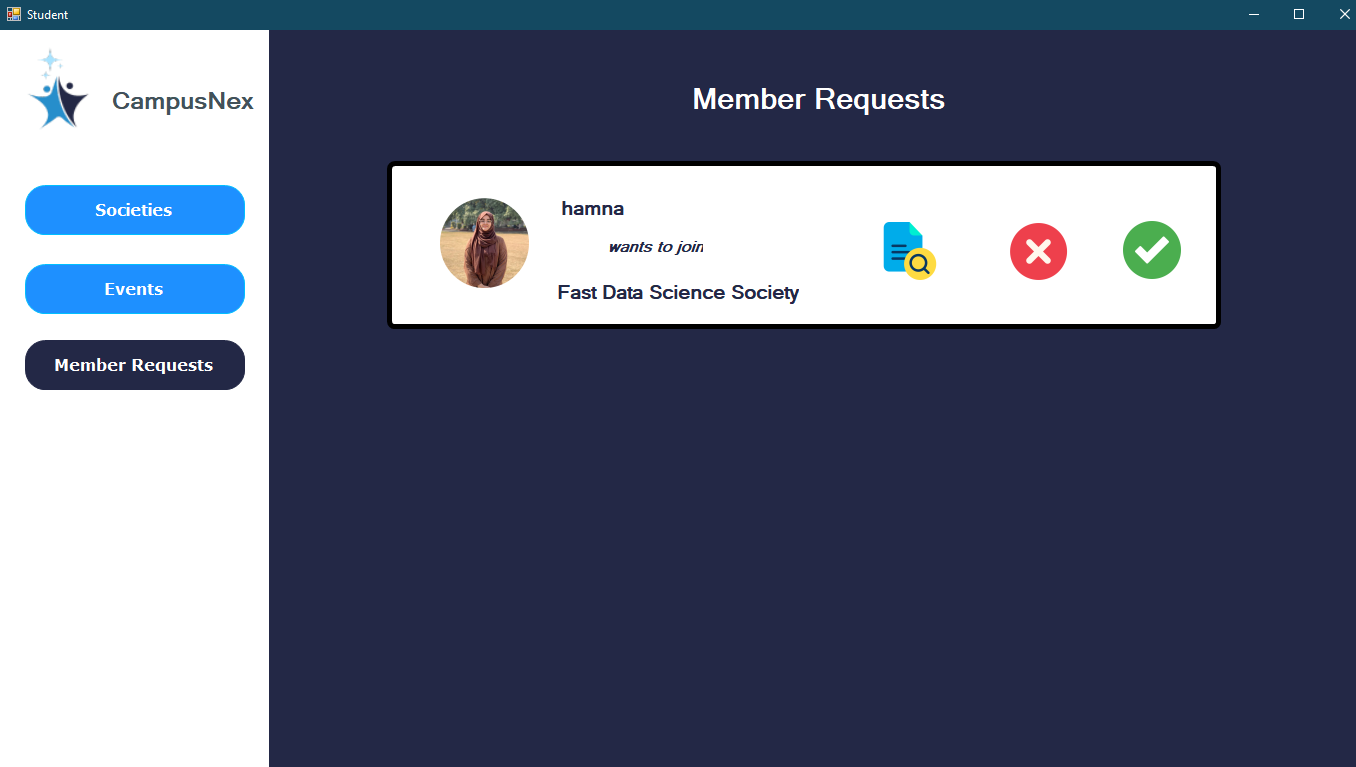 Student
CampusNex
Societies
Events
Member Requests
Member Requests
hamna
wants to join
Fast Data Science Society